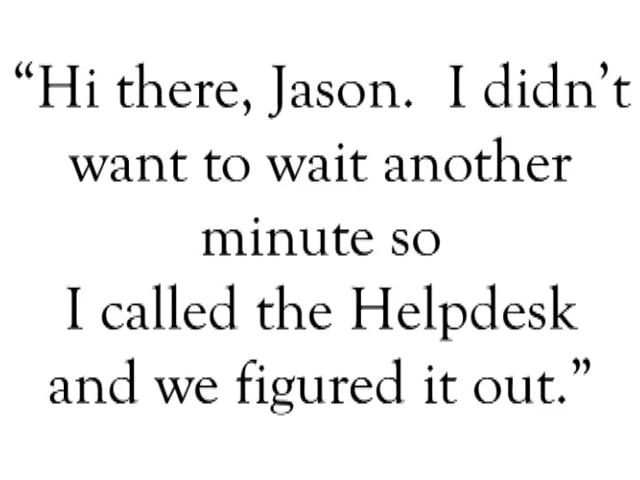 “Hi there, Jason.  I didn’t
want to wait another
minute so
I called the Helpdesk
and we figured it out.”